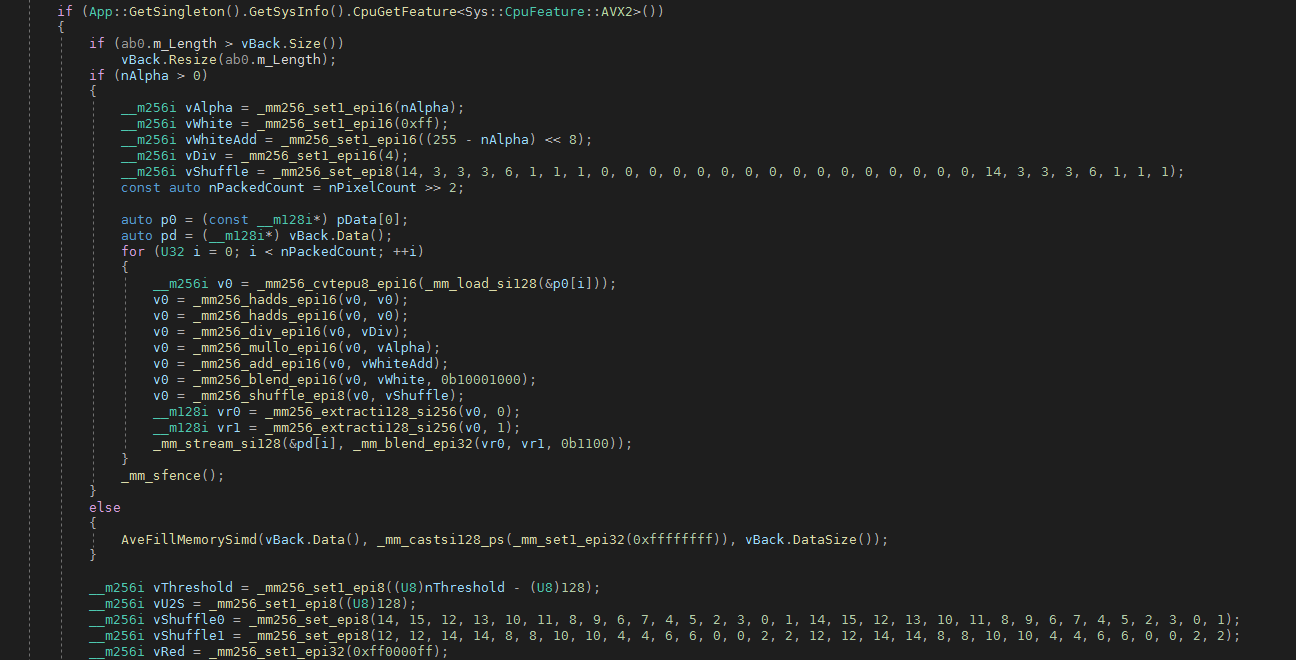 if (App::GetSingleton().GetSysInfo().CpuGetFeature<Sys::CpuFeature::AVX2>())
{
if (ab0.m_Length > vBack.Size())
vBack.Resize(ab0.m_Length);
if (nAlpha > 0)
{
__m256i vAlpha = _mm256_set1_epi16(nAlpha);
__m256i vWhite = _mm256_set1_epi16(0xff);
__m256i vWhiteAdd = _mm256_set1_epi16((255 - nAlpha) << 8);
__m256i vDiv = _mm256_set1_epi16(4);
__m256i vShuffle = _mm256_set_epi8(14, 3, 3, 3, 6, 1, 1, 1, 0, 0, 0, 0, 0, 0, 0, 0, 0, 0, 0, 0, 0, 0, 0, 0, 14, 3, 3, 3, 6, 1, 1, 1);
const auto nPackedCount = nPixelCount >> 2;
auto p0 = (const __m128i*) pData[0];
auto pd = (__m128i*) vBack.Data();
for (U32 i = 0; i < nPackedCount; ++i)
{
__m256i v0 = _mm256_cvtepu8_epi16(_mm_load_si128(&p0[i]));
v0 = _mm256_hadds_epi16(v0, v0);
v0 = _mm256_hadds_epi16(v0, v0);
v0 = _mm256_div_epi16(v0, vDiv);
v0 = _mm256_mullo_epi16(v0, vAlpha);
v0 = _mm256_add_epi16(v0, vWhiteAdd);
v0 = _mm256_blend_epi16(v0, vWhite, 0b10001000);
v0 = _mm256_shuffle_epi8(v0, vShuffle);
__m128i vr0 = _mm256_extracti128_si256(v0, 0);
__m128i vr1 = _mm256_extracti128_si256(v0, 1);
_mm_stream_si128(&pd[i], _mm_blend_epi32(vr0, vr1, 0b1100));
}
_mm_sfence();
}
else
{
AveFillMemorySimd(vBack.Data(), _mm_castsi128_ps(_mm_set1_epi32(0xffffffff)), vBack.DataSize());
}
__m256i vThreshold = _mm256_set1_epi8((U8)nThreshold - (U8)128);
__m256i vU2S = _mm256_set1_epi8((U8)128);
__m256i vShuffle0 = _mm256_set_epi8(14, 15, 12, 13, 10, 11, 8, 9, 6, 7, 4, 5, 2, 3, 0, 1, 14, 15, 12, 13, 10, 11, 8, 9, 6, 7, 4, 5, 2, 3, 0, 1);
__m256i vShuffle1 = _mm256_set_epi8(12, 12, 14, 14, 8, 8, 10, 10, 4, 4, 6, 6, 0, 0, 2, 2, 12, 12, 14, 14, 8, 8, 10, 10, 4, 4, 6, 6, 0, 0, 2, 2);
__m256i vRed = _mm256_set1_epi32(0xff0000ff);